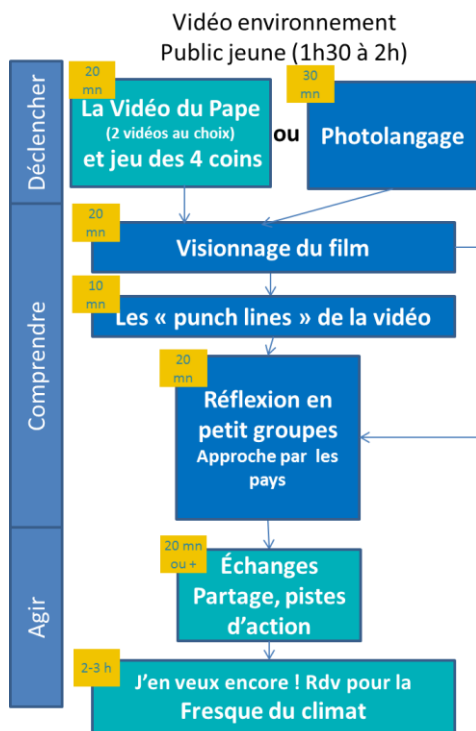 Vidéo environnement
Public jeune (1h30 à 2h)
Déclencher
20
mn
La Vidéo du Pape
(2 vidéos au choix)
et jeu des 4 coins
ou
30
mn
Photolangage
Comprendre
20
mn
Visionnage du film
10
mn
Les « punch lines » de la vidéo
20
mn
Réflexion en
petit groupes
Approche par les
pays
Agir
20 mn
ou +
Échanges
Partage, pistes
d'action
2-3 h
J'en veux encore ! Rdv pour la
Fresque du climat